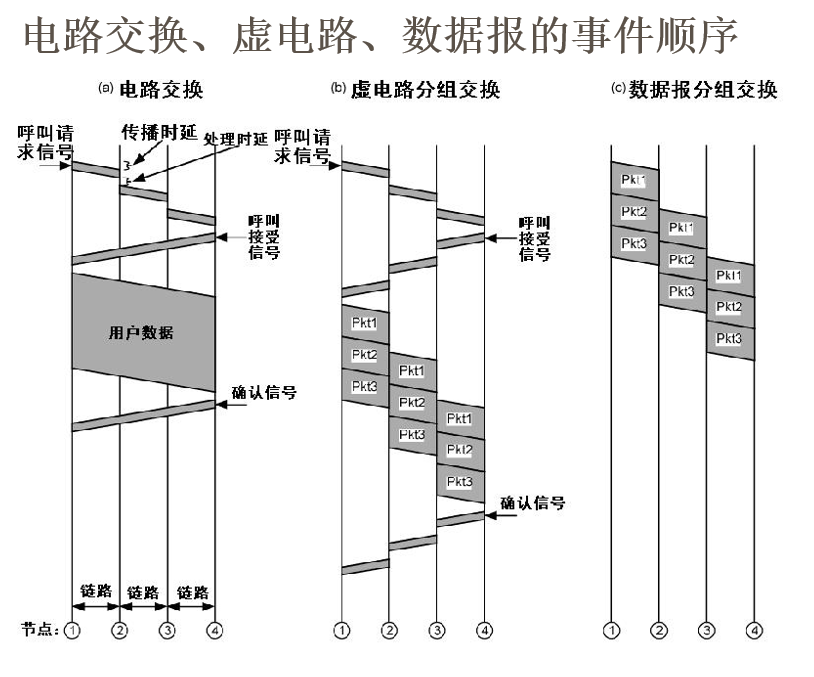 电路交换、虚电路、数据报的事件顺序
(a) 电路交换
(b) 虚电路分组交换
(c) 数据报分组交换
呼叫请
求信号
传播时延
处理时延
呼叫
接受
信号
用户数据
确认信号
链路
链路
链路
节点:
1
2
3
4
呼叫请
求信号
呼叫
接受
信号
Pkt1
Pkt2
Pkt3
Pkt1
Pkt2
Pkt3
Pkt1
Pkt2
Pkt3
确认信号
1
2
3
4
Pkt1
Pkt2
Pkt3
Pkt1
Pkt2
Pkt3
Pkt1
Pkt2
Pkt3
1
2
3
4